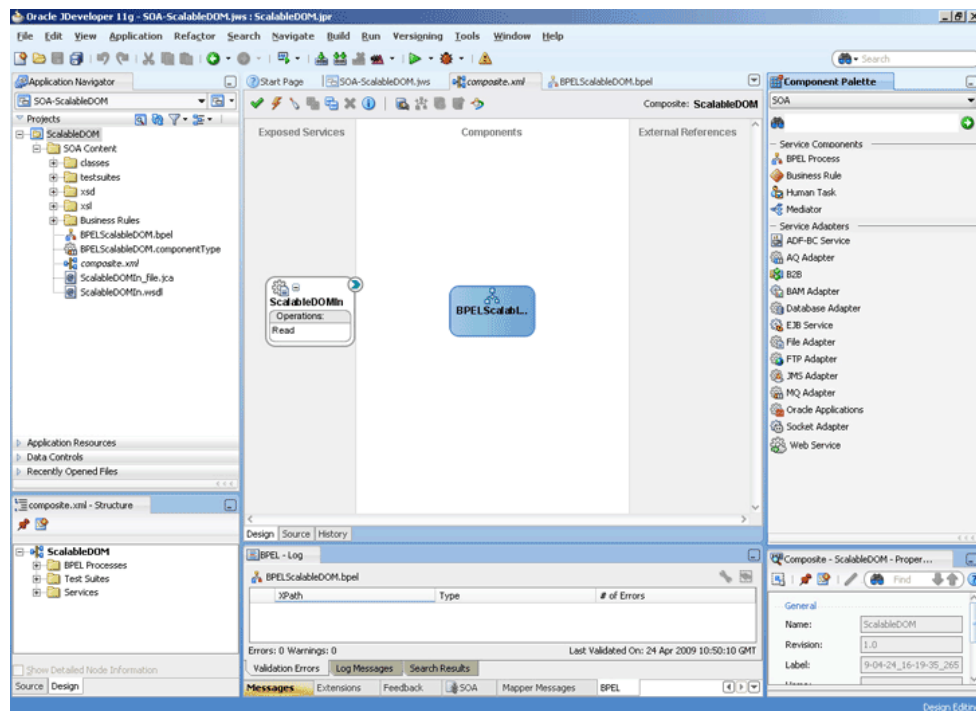 Oracle JDeveloper 11g - SOA-ScalableDOM.jws : ScalableDOM.jpr
File Edit View Application Refactor Search Navigate Build Run Versioning Tools Window Help
Search
Application Navigator
SOA-ScalableDOM
Projects
ScalableDOM
SOA Content
classes
testsuites
xsd
xsl
Business Rules
BPELScalableDOM.bpel
BPELScalableDOM.componentType
composite.xml
ScalableDOMIn_file.jca
ScalableDOMIn.wsdl
Application Resources
Data Controls
Recently Opened Files
composite.xml - Structure
ScalableDOM
BPEL Processes
Test Suites
Services
Show Detailed Node Information
Source Design
Start Page SOA-ScalableDOM.jws composite.xml BPELScalableDOM.bpel
Composite: ScalableDOM
Exposed Services Components External References
ScalableDOMIn
Operations:
Read
BPELScalabl...
Design Source History
BPEL - Log
BPELScalableDOM.bpel
XPath Type # of Errors
Errors: 0 Warnings: 0 Last Validated On: 24 Apr 2009 10:50:10 GMT
Validation Errors Log Messages Search Results
Messages Extensions Feedback SOA Mapper Messages BPEL
Component Palette
SOA
Service Components
BPEL Process
Business Rule
Human Task
Mediator
Service Adapters
ADF-BC Service
AQ Adapter
B2B
BAM Adapter
Database Adapter
EJB Service
File Adapter
FTP Adapter
JMS Adapter
MQ Adapter
Oracle Applications
Socket Adapter
Web Service
Composite - ScalableDOM - Proper...
Find
General
Name: ScalableDOM
Revision: 1.0
Label: 9-04-24_16-19-35_265
Design Editin